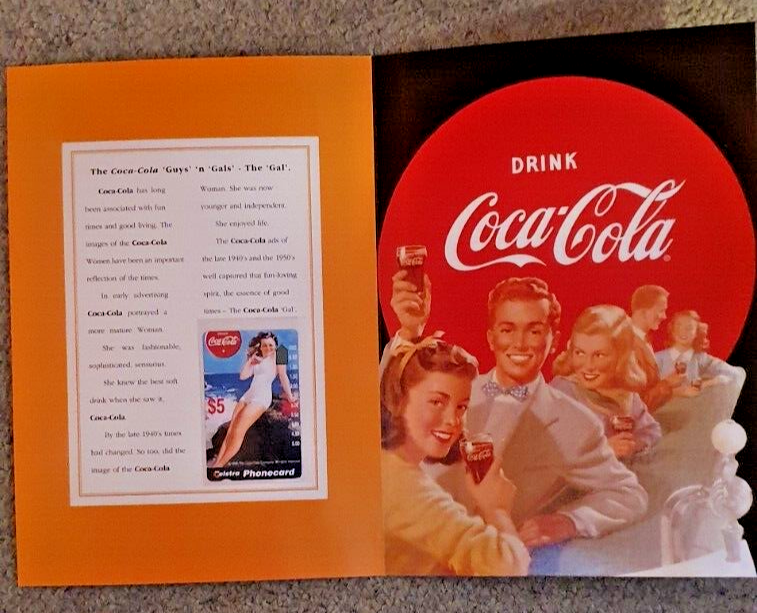 The Coca-Cola 'Guys' 'n 'Gals' - The 'Gal'.
Coca-Cola has long
been associated with fun
times and good living. The
images of the Coca-Cola
Women have been an important
reflection of the times.
In early advertising
Coca-Cola portrayed a
more mature Woman.
She was fashionable,
sophisticated, sensuous.
She knew the best soft
drink when she saw it,
Coca-Cola.
By the late 1940's times
had changed. So too, did the
image of the Coca-Cola
Woman. She was now
younger and independent.
She enjoyed life.
The Coca-Cola ads of
the late 1940's and the 1950's
well captured that fun-loving
spirit, the essence of good
times - The Coca-Cola 'Gal'.
Coca-Cola
$5
Telstra Phonecard
DRINK
Coca-Cola
Coca-Cola
Coca-Cola